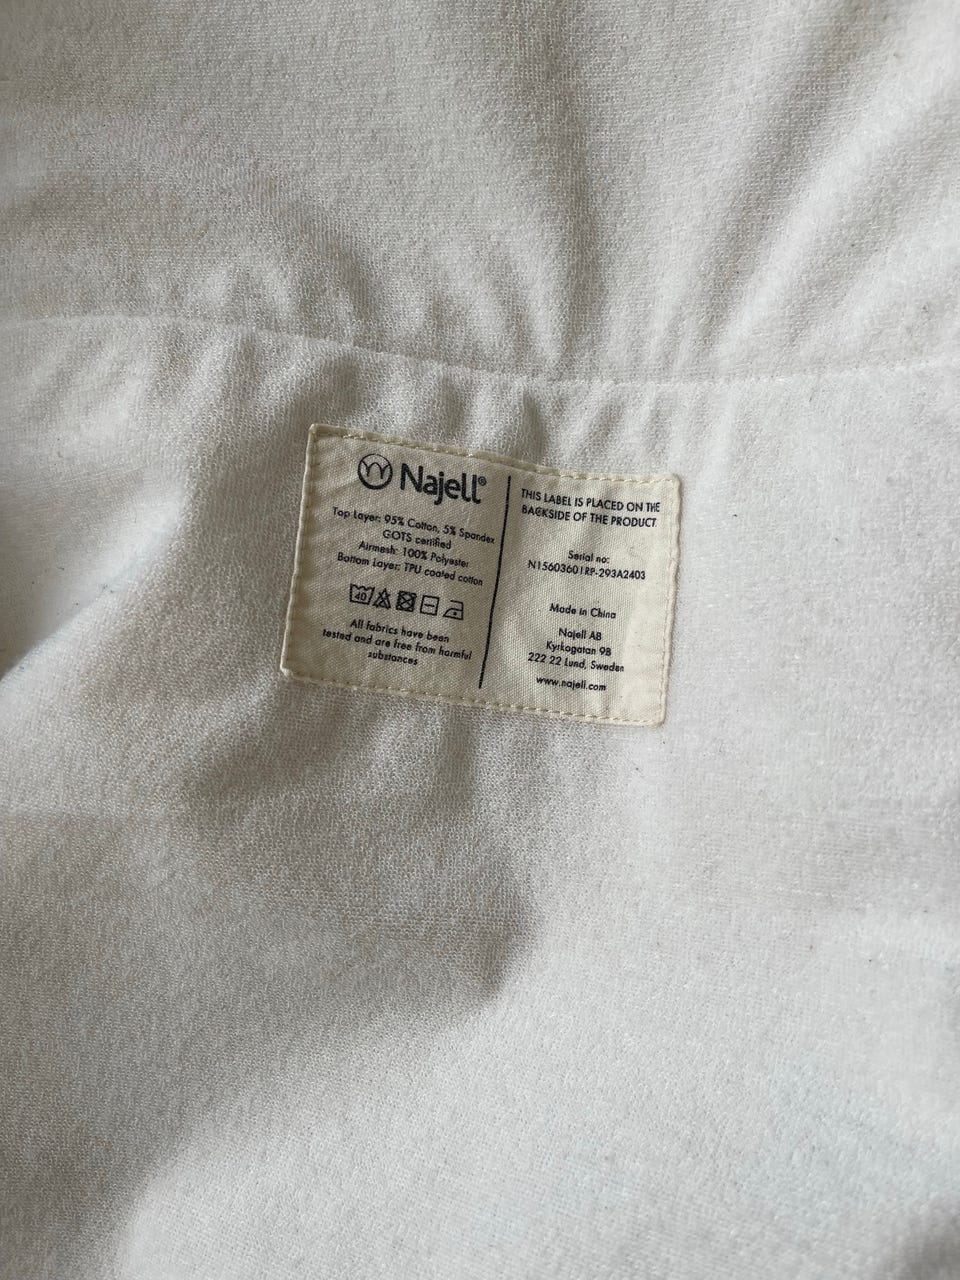 Najell®
Top Layer: 95% Cotton, 5% Spandex
GOTS certified
Airmesh: 100% Polyester
Bottom Layer: TPU coated cotton
40
All fabrics have been
tested and are free from harmful
substances
THIS LABEL IS PLACED ON THE
BACKSIDE OF THE PRODUCT
Serial no:
N15603601RP-293A2403
Made in China
Najell AB
Kyrkogatan 9B
222 22 Lund, Sweden
www.najell.com